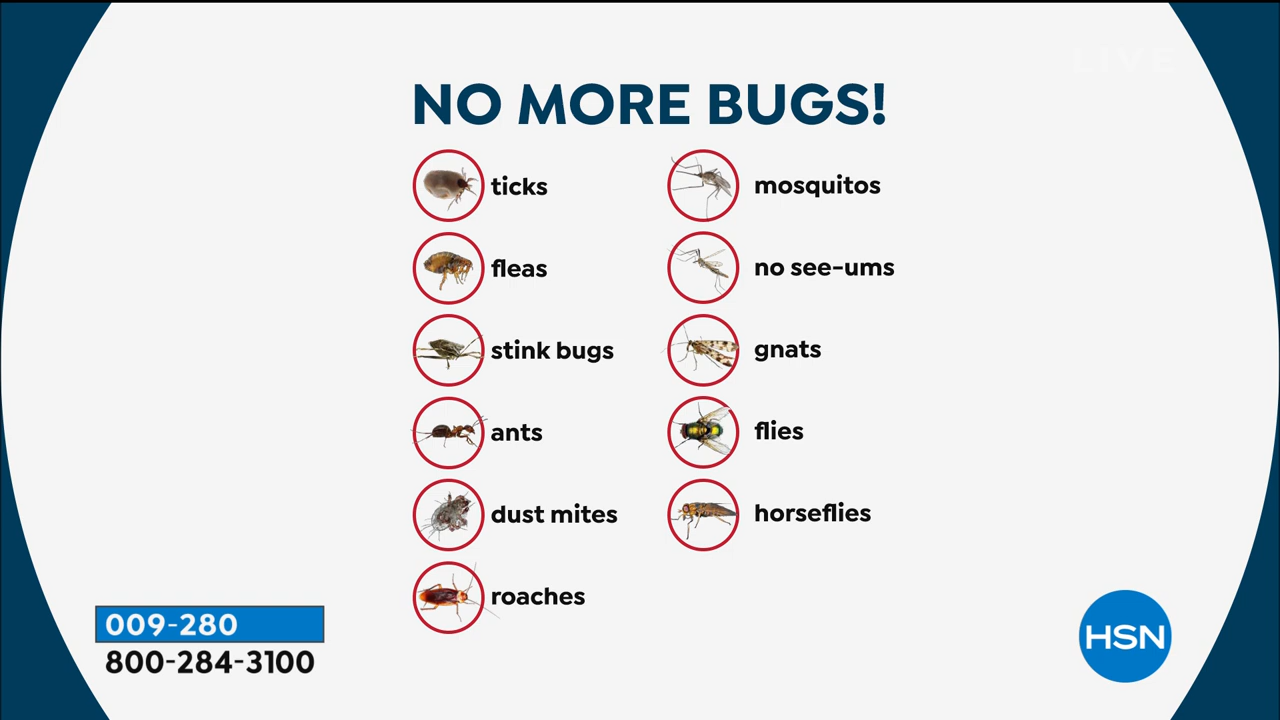 LIVE
NO MORE BUGS!
ticks
fleas
stink bugs
ants
dust mites
roaches
mosquitos
no see-ums
gnats
flies
horseflies
009-280
800-284-3100
HSN